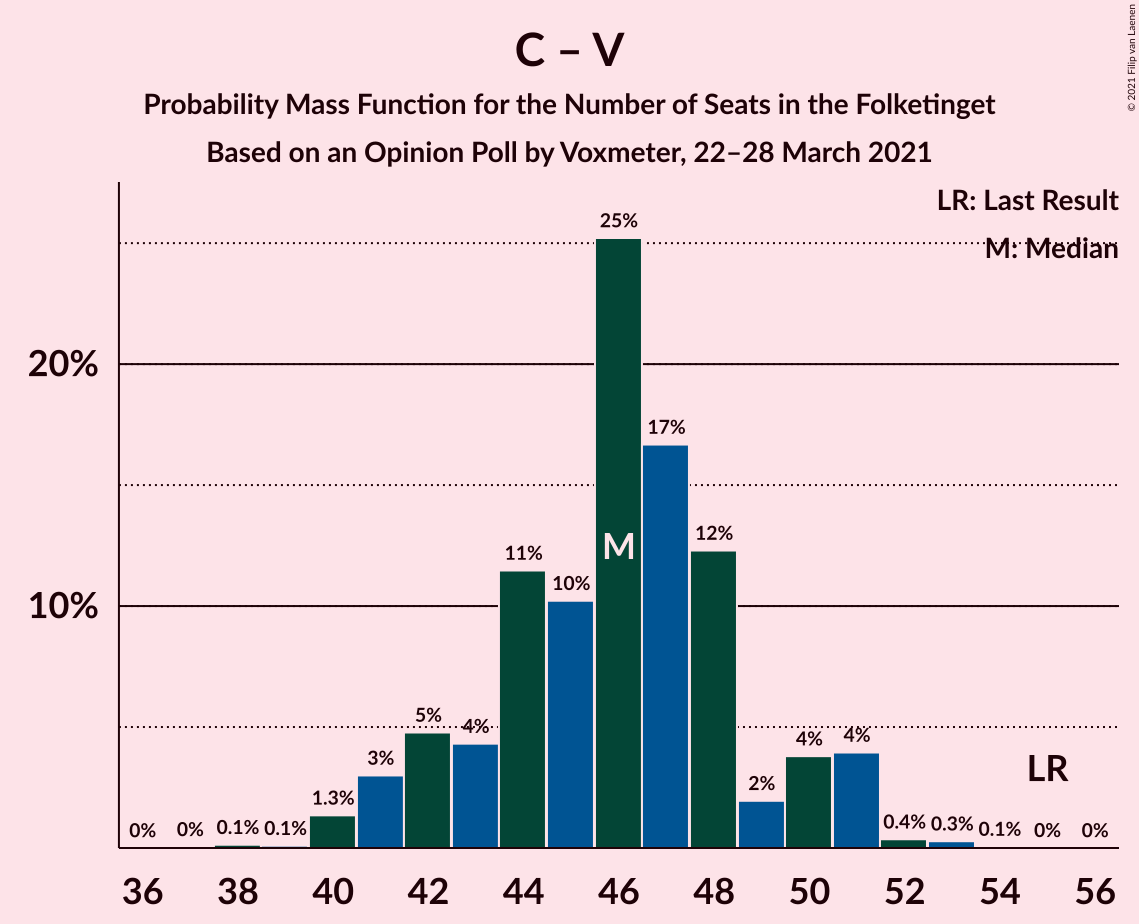 C – V
Probability Mass Function for the Number of Seats in the Folketinget
Based on an Opinion Poll by Voxmeter, 22–28 March 2021
© 2021 Filip van Laenen
LR: Last Result
M: Median
20%
10%
0%
0%
0.1%
0.1%
1.3%
3%
5%
4%
11%
10%
25%
M
17%
12%
2%
4%
4%
0.4%
0.3%
0.1%
0%
LR
0%
36 38 40 42 44 46 48 50 52 54 56